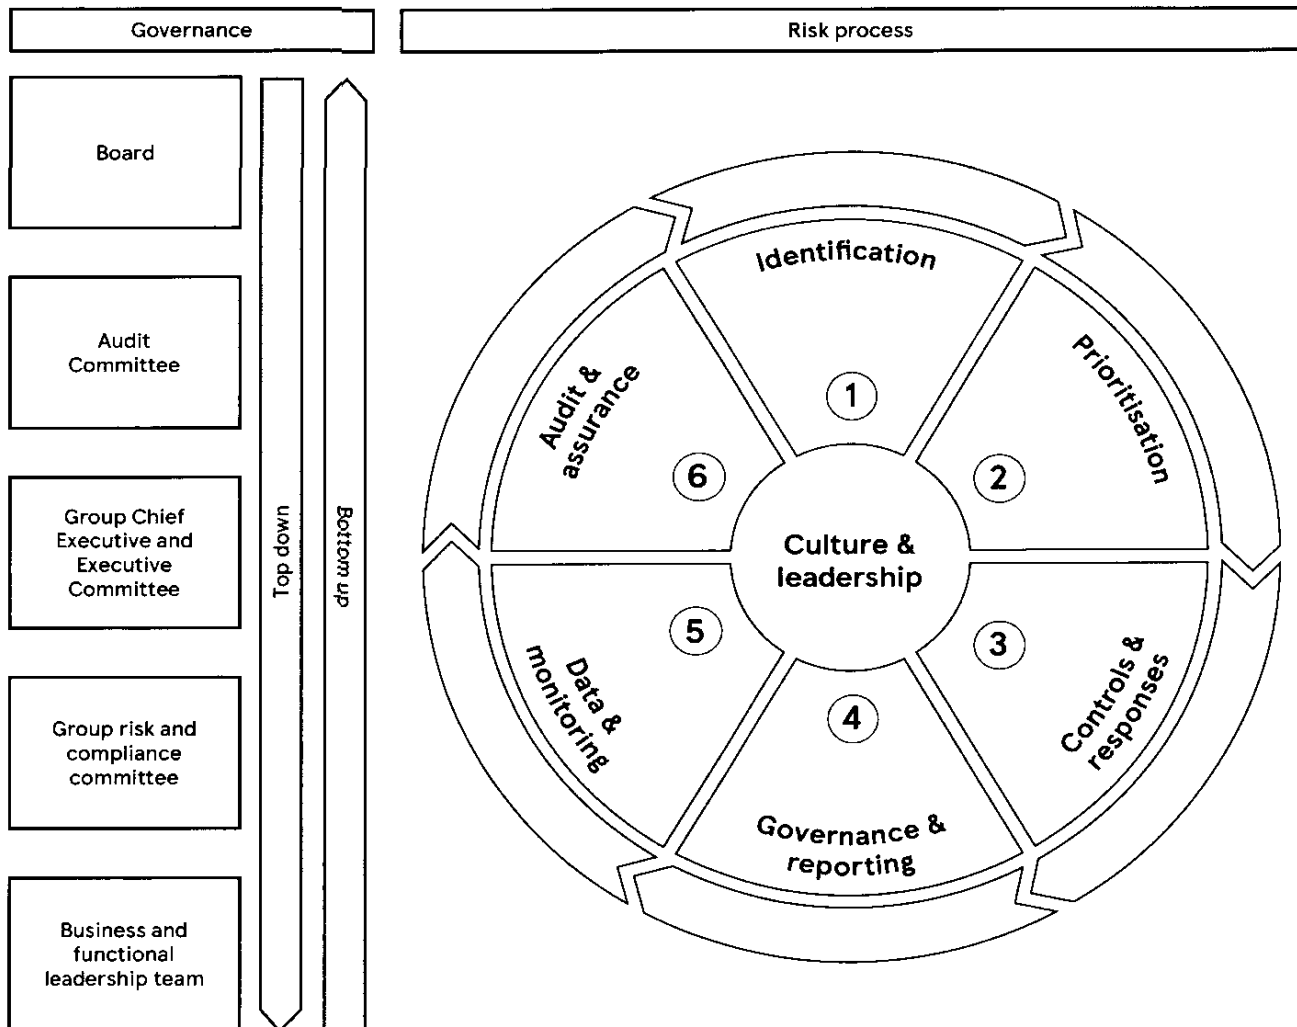 Governance
Risk process
Board
Audit
Committee
Group Chief
Executive and
Executive
Committee
Group risk and
compliance
committee
Business and
functional
leadership team
Top down
Bottom up
Identification
1
Prioritisation
2
Controls &
responses
3
Governance &
reporting
4
Data &
monitoring
5
Audit &
assurance
6
Culture &
leadership